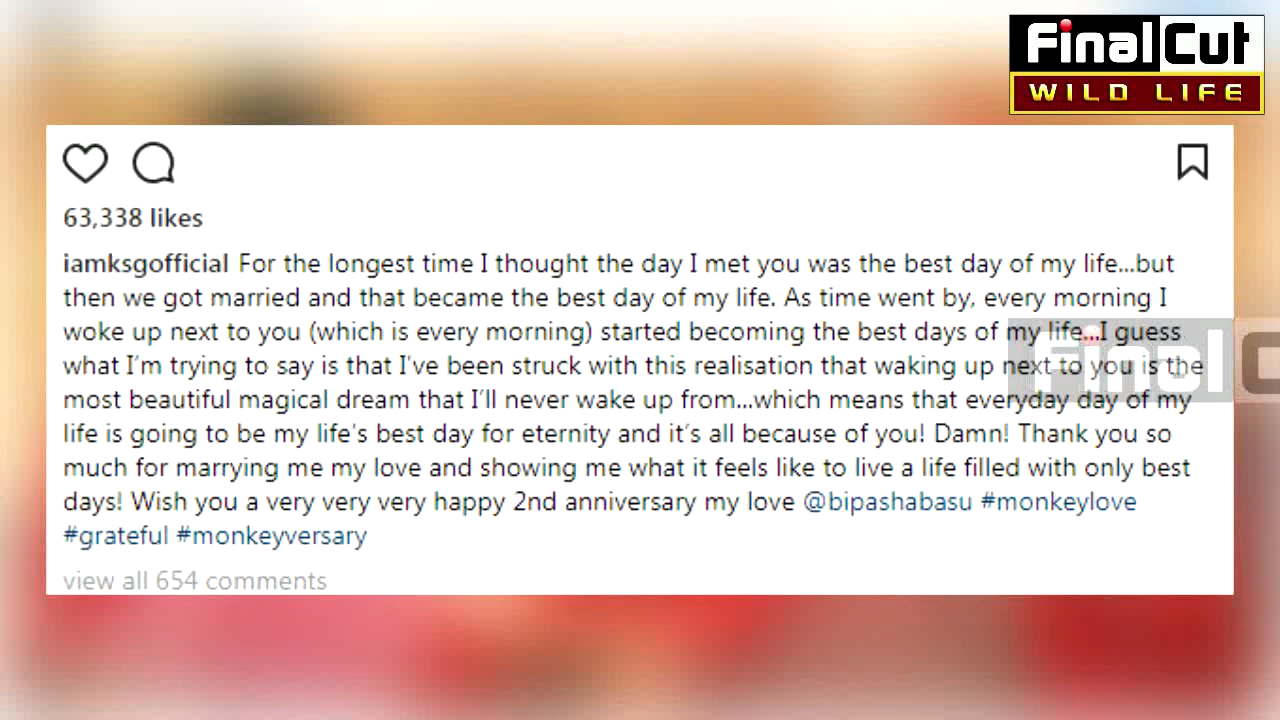 Final Cut
WILD LIFE
63,338 likes
iamksgofficial For the longest time I thought the day I met you was the best day of my life...but
then we got married and that became the best day of my life. As time went by, every morning I
woke up next to you (which is every morning) started becoming the best days of my life...I guess
what I'm trying to say is that I've been struck with this realisation that waking up next to you is the
most beautiful magical dream that I'll never wake up from...which means that everyday day of my
life is going to be my life's best day for eternity and it's all because of you! Damn! Thank you so
much for marrying me my love and showing me what it feels like to live a life filled with only best
days! Wish you a very very very happy 2nd anniversary my love @bipashabasu #monkeylove
#grateful #monkeyversary
view all 654 comments
Final